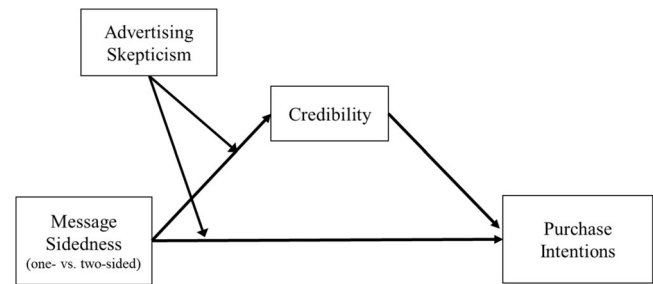 Advertising
Skepticism
Credibility
Message
Sidedness
(one- vs. two-sided)
Purchase
Intentions